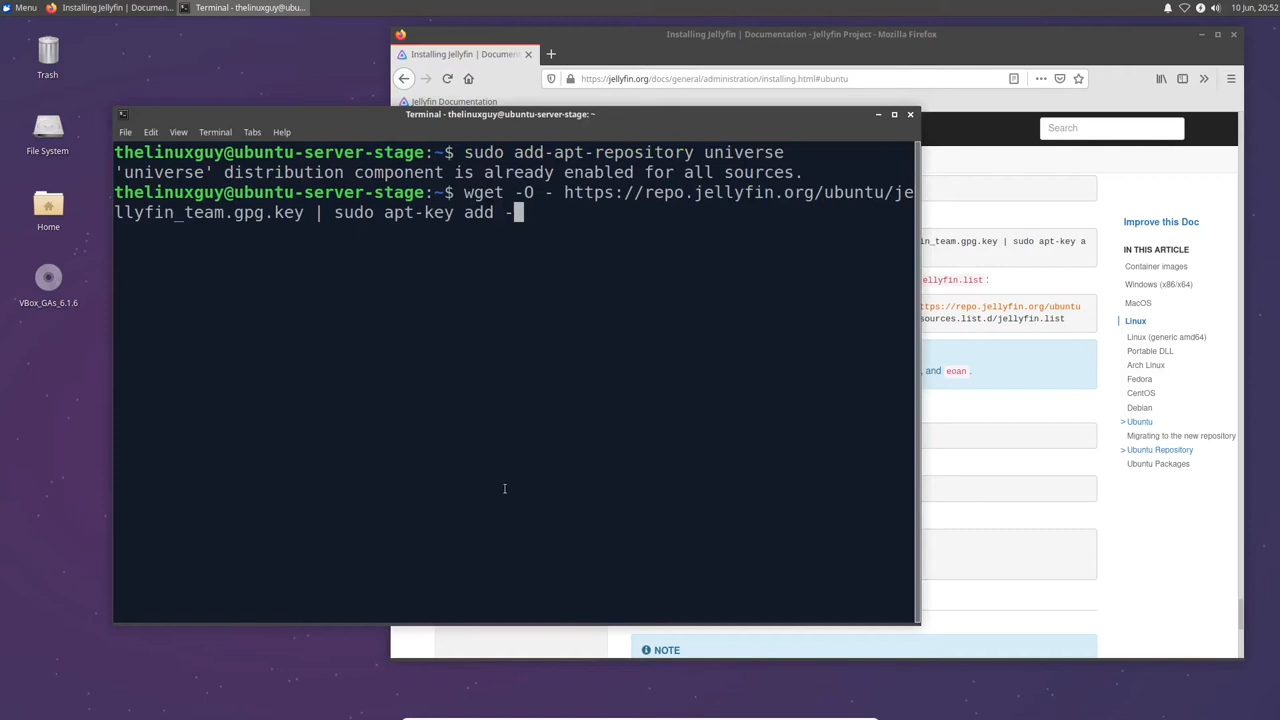 Menu
Installing Jellyfin | Docum...
Terminal - thelinuxguy@ubu...
10 Jun, 20:52
Trash
File System
Home
VBox_GAs_6.1.6
Installing Jellyfin | Documentation - Jellyfin Project - Mozilla Firefox
Installing Jellyfin | Documen
https://jellyfin.org/docs/general/administration/installing.html#ubuntu
Jellyfin Documentation
Terminal - thelinuxguy@ubuntu-server-stage: ~
File Edit View Terminal Tabs Help
thelinuxguy@ubuntu-server-stage:~$ sudo add-apt-repository universe
'universe' distribution component is already enabled for all sources.
thelinuxguy@ubuntu-server-stage:~$ wget -O - https://repo.jellyfin.org/ubuntu/je
llyfin_team.gpg.key | sudo apt-key add -
Search
in_team.gpg.key | sudo apt-key a
ellyfin.list:
ttps://repo.jellyfin.org/ubuntu
sources.list.d/jellyfin.list
, and eoan.
NOTE
Improve this Doc
IN THIS ARTICLE
Container images
Windows (x86/x64)
MacOS
Linux
Linux (generic amd64)
Portable DLL
Arch Linux
Fedora
CentOS
Debian
> Ubuntu
Migrating to the new repository
> Ubuntu Repository
Ubuntu Packages